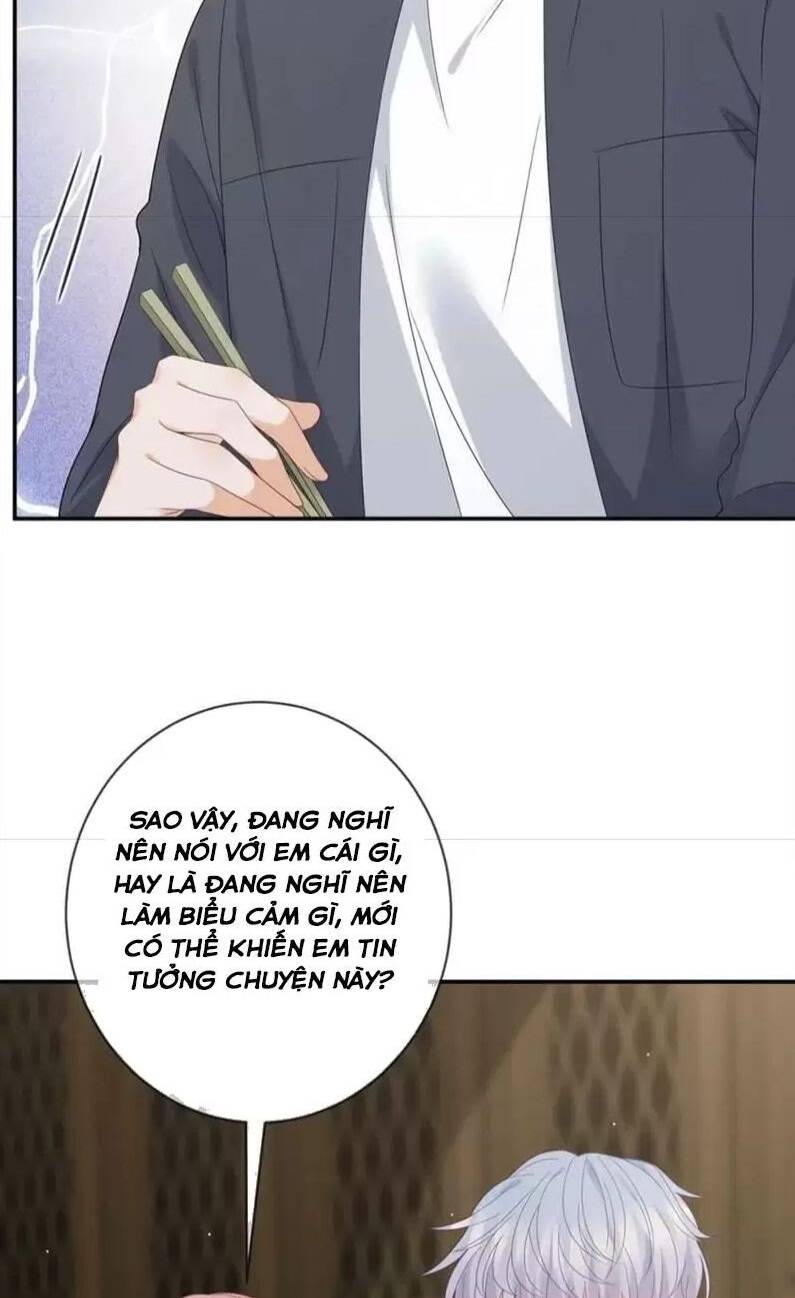 SAO VẬY, ĐANG NGHĨ
NÊN NÓI VỚI EM CÁI GÌ,
HAY LÀ ĐANG NGHĨ NÊN
LÀM BIỂU CẢM GÌ, MỚI
CÓ THỂ KHIẾN EM TIN
TƯỞNG CHUYỆN NÀY?